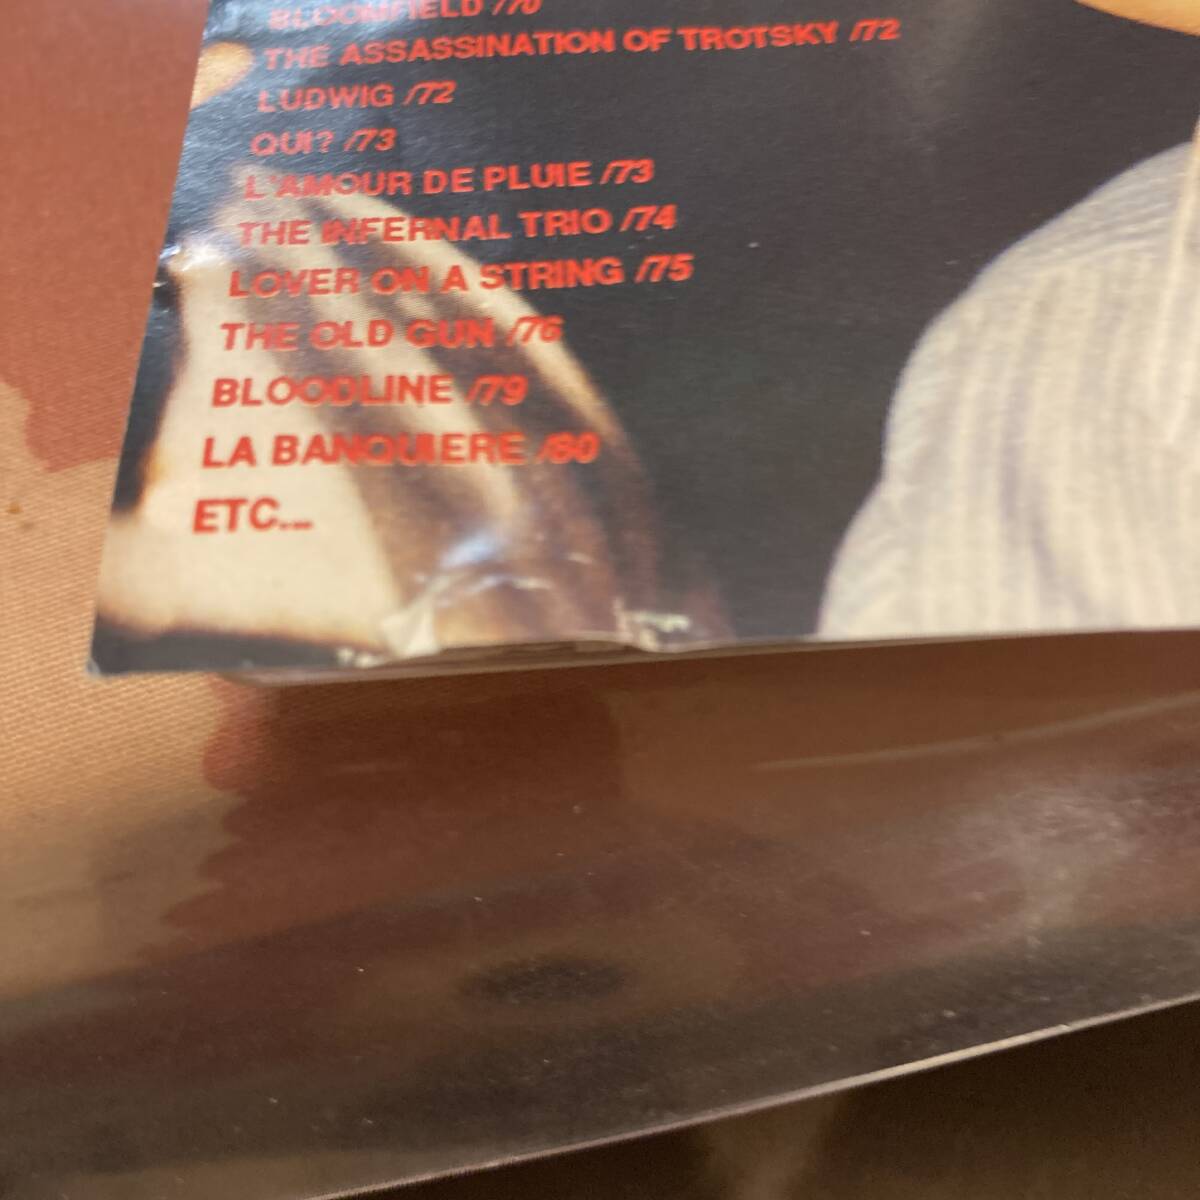 BLOOMFIELD /70
THE ASSASSINATION OF TROTSKY /72
LUDWIG /72
QUI? /73
L'AMOUR DE PLUIE /73
THE INFERNAL TRIO /74
LOVER ON A STRING /75
THE OLD GUN /76
BLOODLINE /79
LA BANQUIERE /80
ETC...